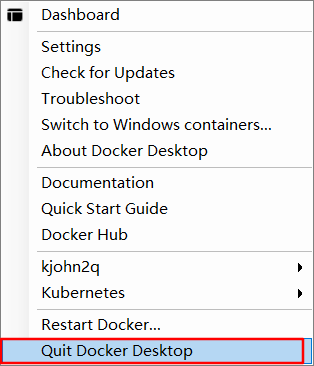 Dashboard
Settings
Check for Updates
Troubleshoot
Switch to Windows containers...
About Docker Desktop
Documentation
Quick Start Guide
Docker Hub
kjohn2q
Kubernetes
Restart Docker...
Quit Docker Desktop